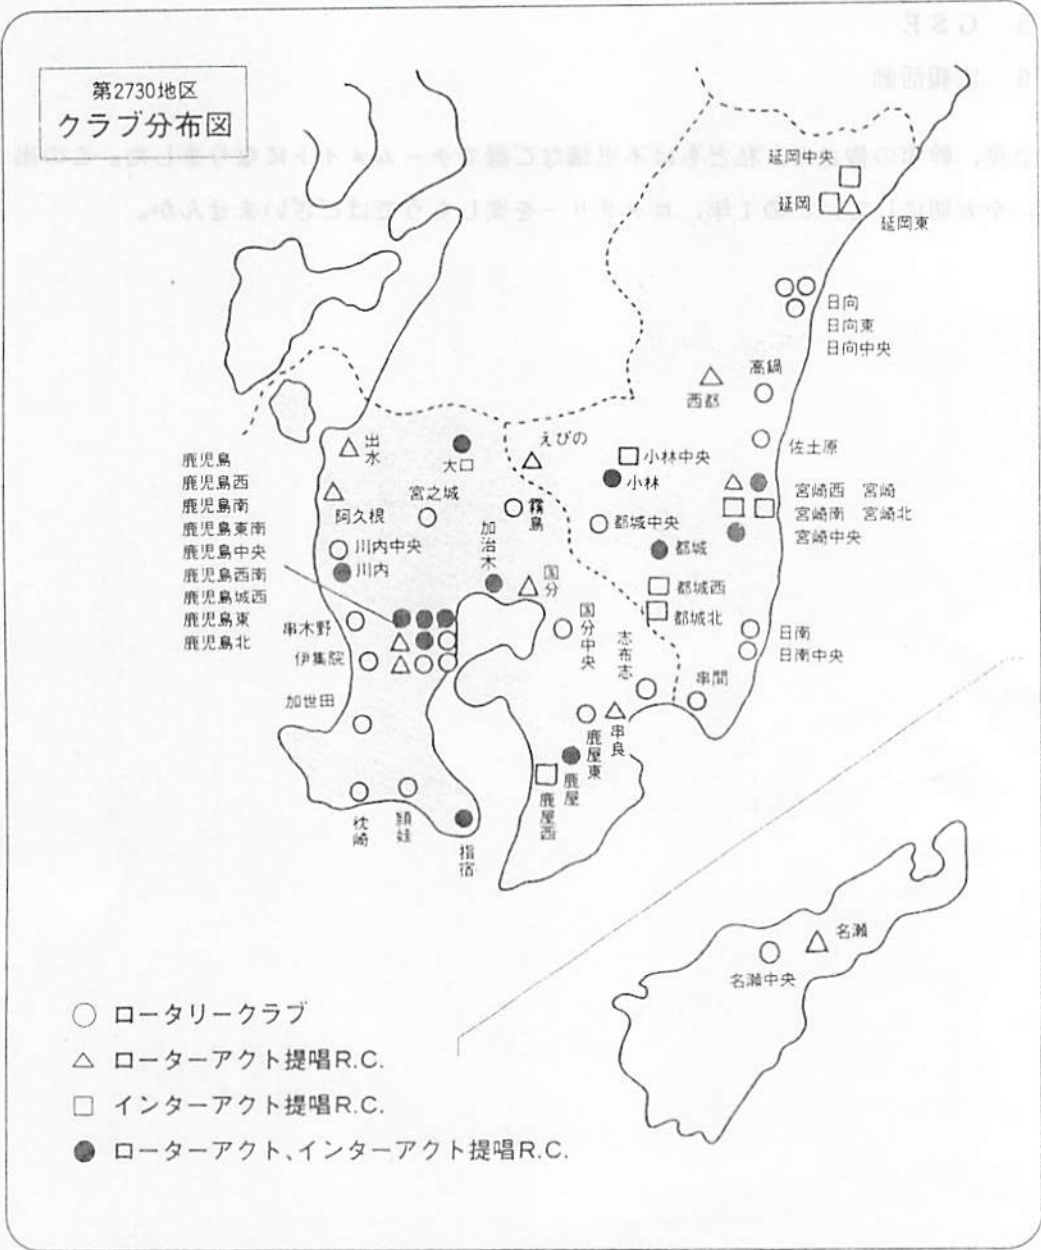 第2730地区
クラブ分布図
延岡中央
延岡
延岡東
日向
日向東
日向中央
高鍋
西都
佐土原
えびの
小林中央
小林
宮崎西　宮崎
宮崎南　宮崎北
宮崎中央
都城中央
都城
都城西
都城北
日南
日南中央
串間
出水
大口
阿久根
宮之城
霧島
川内中央
川内
加治木
国分
国分中央
志布志
鹿児島
鹿児島西
鹿児島南
鹿児島東南
鹿児島中央
鹿児島西南
鹿児島城西
鹿児島東
鹿児島北
串木野
伊集院
加世田
枕崎
頴娃
指宿
鹿屋東
串良
鹿屋
鹿屋西
名瀬
名瀬中央
○ ロータリークラブ
△ ローターアクト提唱R.C.
□ インターアクト提唱R.C.
● ローターアクト、インターアクト提唱R.C.